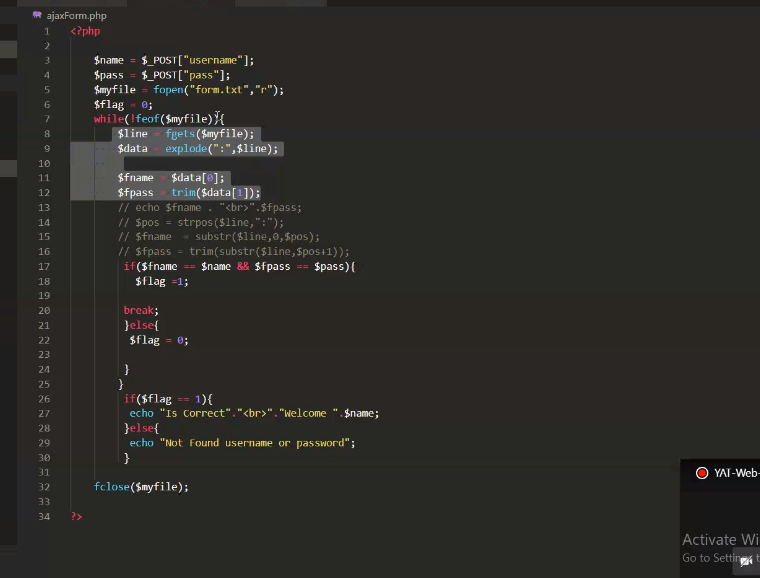 ajaxForm.php
1 <?php
2
3 $name = $_POST["username"];
4 $pass = $_POST["pass"];
5 $myfile = fopen("form.txt","r");
6 $flag = 0;
7 while(!feof($myfile)){
8 $line = fgets($myfile);
9 $data = explode(":",$line);
10
11 $fname = $data[0];
12 $fpass = trim($data[1]);
13 // echo $fname . "<br>".$fpass;
14 // $pos = strpos($line,":");
15 // $fname = substr($line,0,$pos);
16 // $fpass = trim(substr($line,$pos+1));
17 if($fname == $name && $fpass == $pass){
18 $flag =1;
19
20 break;
21 }else{
22 $flag = 0;
23
24 }
25 }
26 if($flag == 1){
27 echo "Is Correct"."<br>"."Welcome ".$name;
28 }else{
29 echo "Not Found username or password";
30 }
31
32 fclose($myfile);
33
34 ?>
YAT-Web-
Activate Wi
Go to Setting